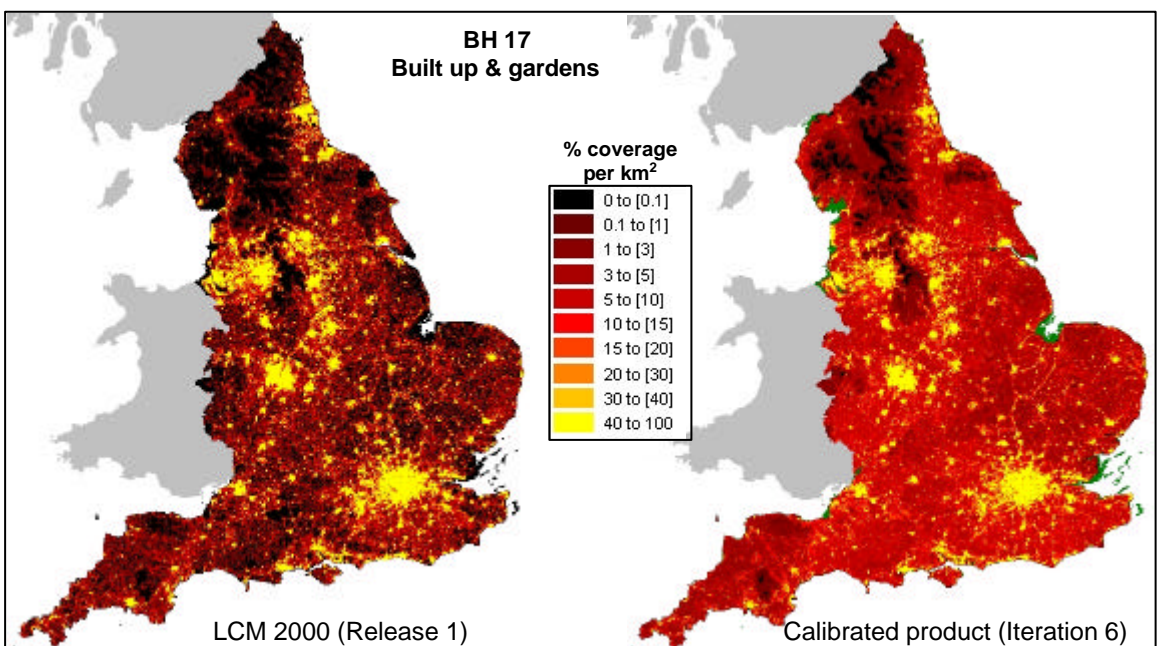 BH 17
Built up & gardens
% coverage
per km²
0 to [0.1]
0.1 to [1]
1 to [3]
3 to [5]
5 to [10]
10 to [15]
15 to [20]
20 to [30]
30 to [40]
40 to 100
LCM 2000 (Release 1)
Calibrated product (Iteration 6)